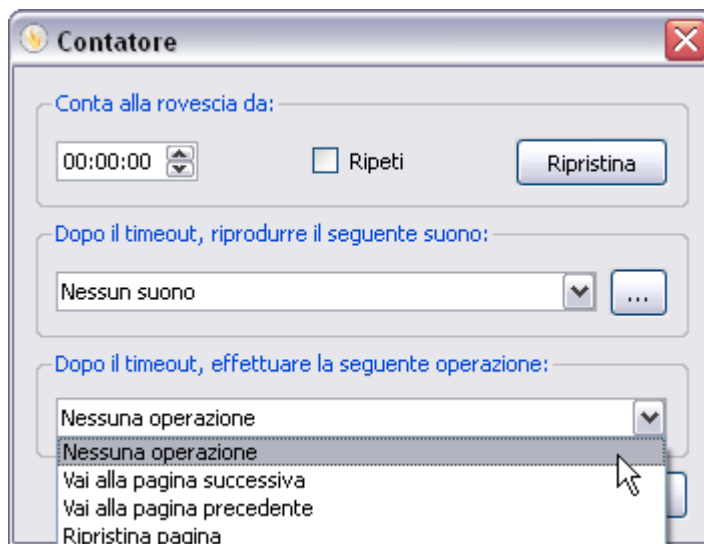 Contatore
Conta alla rovescia da:
00:00:00 Ripeti Ripristina
Dopo il timeout, riprodurre il seguente suono:
Nessun suono ...
Dopo il timeout, effettuare la seguente operazione:
Nessuna operazione
Nessuna operazione
Vai alla pagina successiva
Vai alla pagina precedente
Ripristina pagina